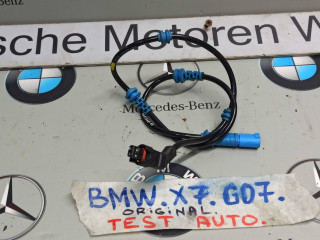 sche Motoren W
Mercedes-Benz
BMW. X7. G07.
ORIGINAL.
TEST AUTO.